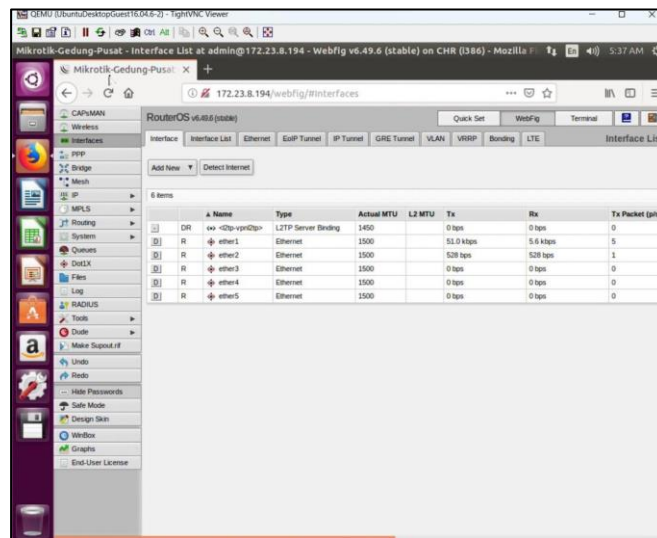 QEMU (UbuntuDesktopGuest16.04.6-2) - TightVNC Viewer
Ctrl Alt
Mikrotik-Gedung-Pusat - Interface List at admin@172.23.8.194 - Webfig v6.49.6 (stable) on CHR (i386) - Mozilla Fi En 5:37 AM
Mikrotik-Gedung-Pusat × +
172.23.8.194/webfig/#Interfaces
CAPsMAN
Wireless
Interfaces
PPP
Bridge
Mesh
IP
MPLS
Routing
System
Queues
Dot1X
Files
Log
RADIUS
Tools
Dude
Make Supout.rif
Undo
Redo
Hide Passwords
Safe Mode
Design Skin
WinBox
Graphs
End-User License
RouterOS v6.49.6 (stable) Quick Set WebFig Terminal
Interface Interface List Ethernet EoIP Tunnel IP Tunnel GRE Tunnel VLAN VRRP Bonding LTE Interface Lis
Add New ▼ Detect Internet
6 items
▲ Name Type Actual MTU L2 MTU Tx Rx Tx Packet (p/s
- DR <l2tp-vpnl2tp> L2TP Server Binding 1450 0 bps 0 bps 0
D R ether1 Ethernet 1500 51.0 kbps 5.6 kbps 5
D R ether2 Ethernet 1500 528 bps 528 bps 1
D R ether3 Ethernet 1500 0 bps 0 bps 0
D R ether4 Ethernet 1500 0 bps 0 bps 0
D R ether5 Ethernet 1500 0 bps 0 bps 0